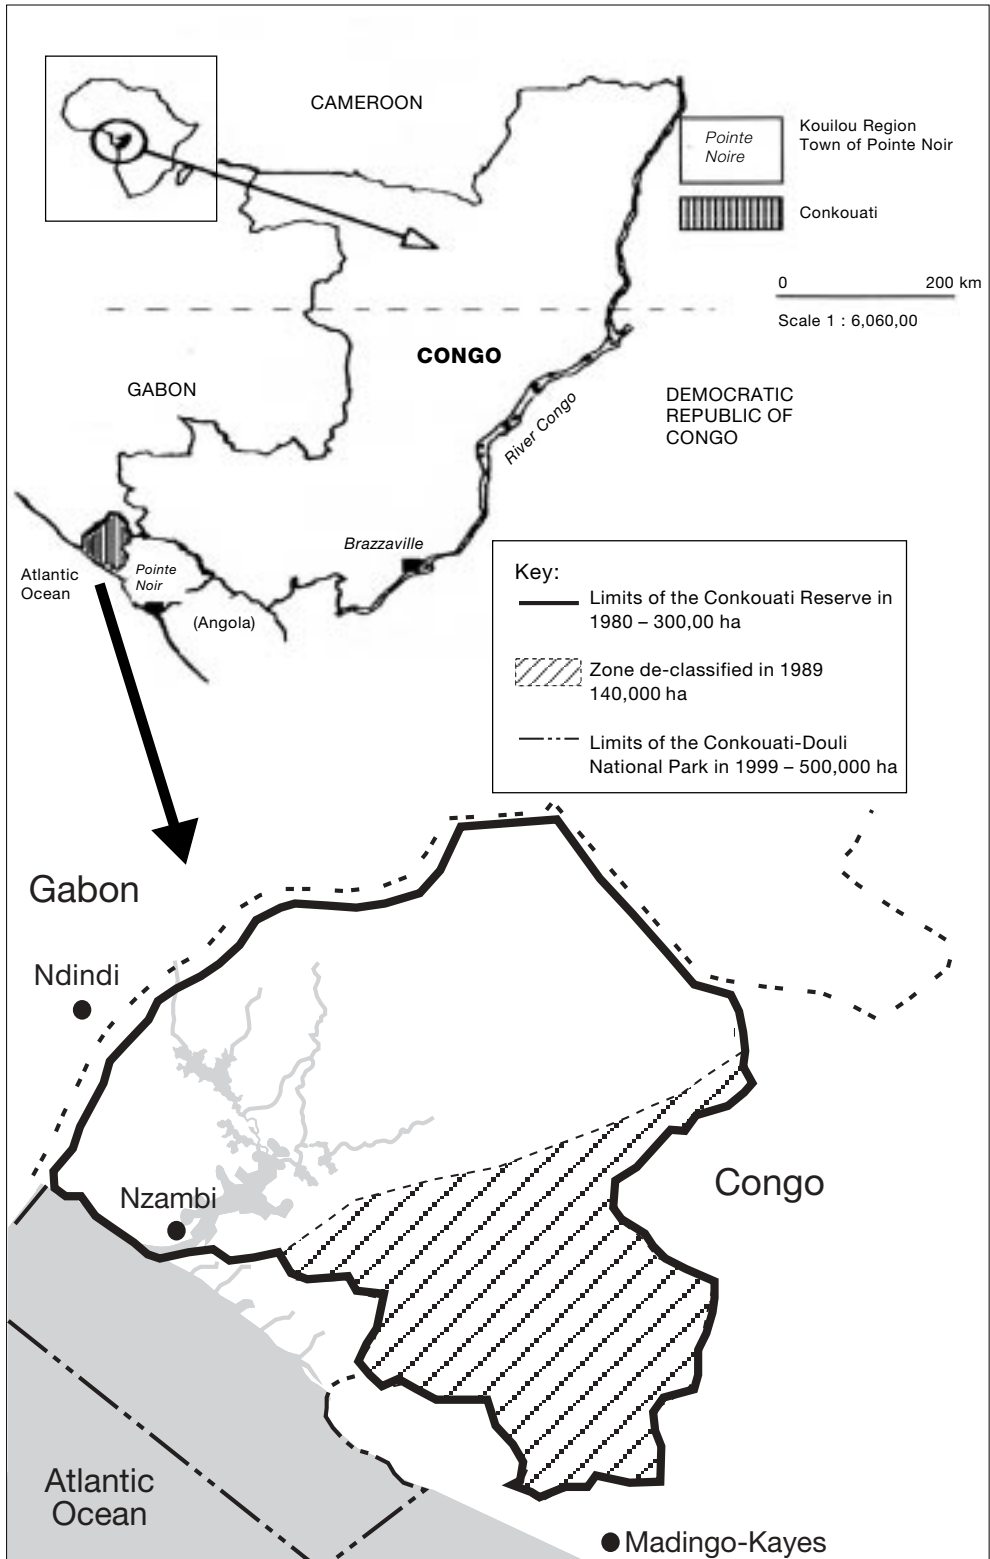 CAMEROON
Pointe
Noire
Kouilou Region
Town of Pointe Noir
Conkouati
0 200 km
Scale 1 : 6,060,00
CONGO
GABON
DEMOCRATIC
REPUBLIC OF
CONGO
River Congo
Brazzaville
Atlantic
Ocean
Pointe
Noir
(Angola)
Key:
Limits of the Conkouati Reserve in
1980 – 300,00 ha
Zone de-classified in 1989
140,000 ha
Limits of the Conkouati-Douli
National Park in 1999 – 500,000 ha
Gabon
Ndindi
Nzambi
Congo
Atlantic
Ocean
Madingo-Kayes